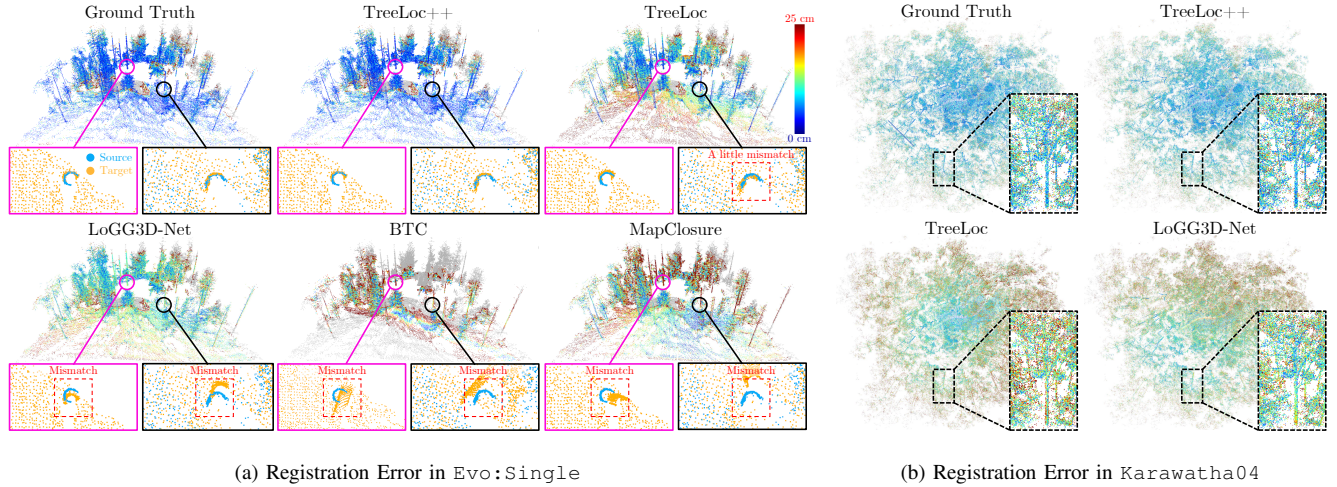 Ground Truth
TreeLoc++
TreeLoc
25 cm
0 cm
Source
Target
A little mismatch
LoGG3D-Net
BTC
MapClosure
Mismatch
Mismatch
Mismatch
Mismatch
Mismatch
Mismatch
(a) Registration Error in Evo:Single
Ground Truth
TreeLoc++
TreeLoc
LoGG3D-Net
(b) Registration Error in Karawatha04